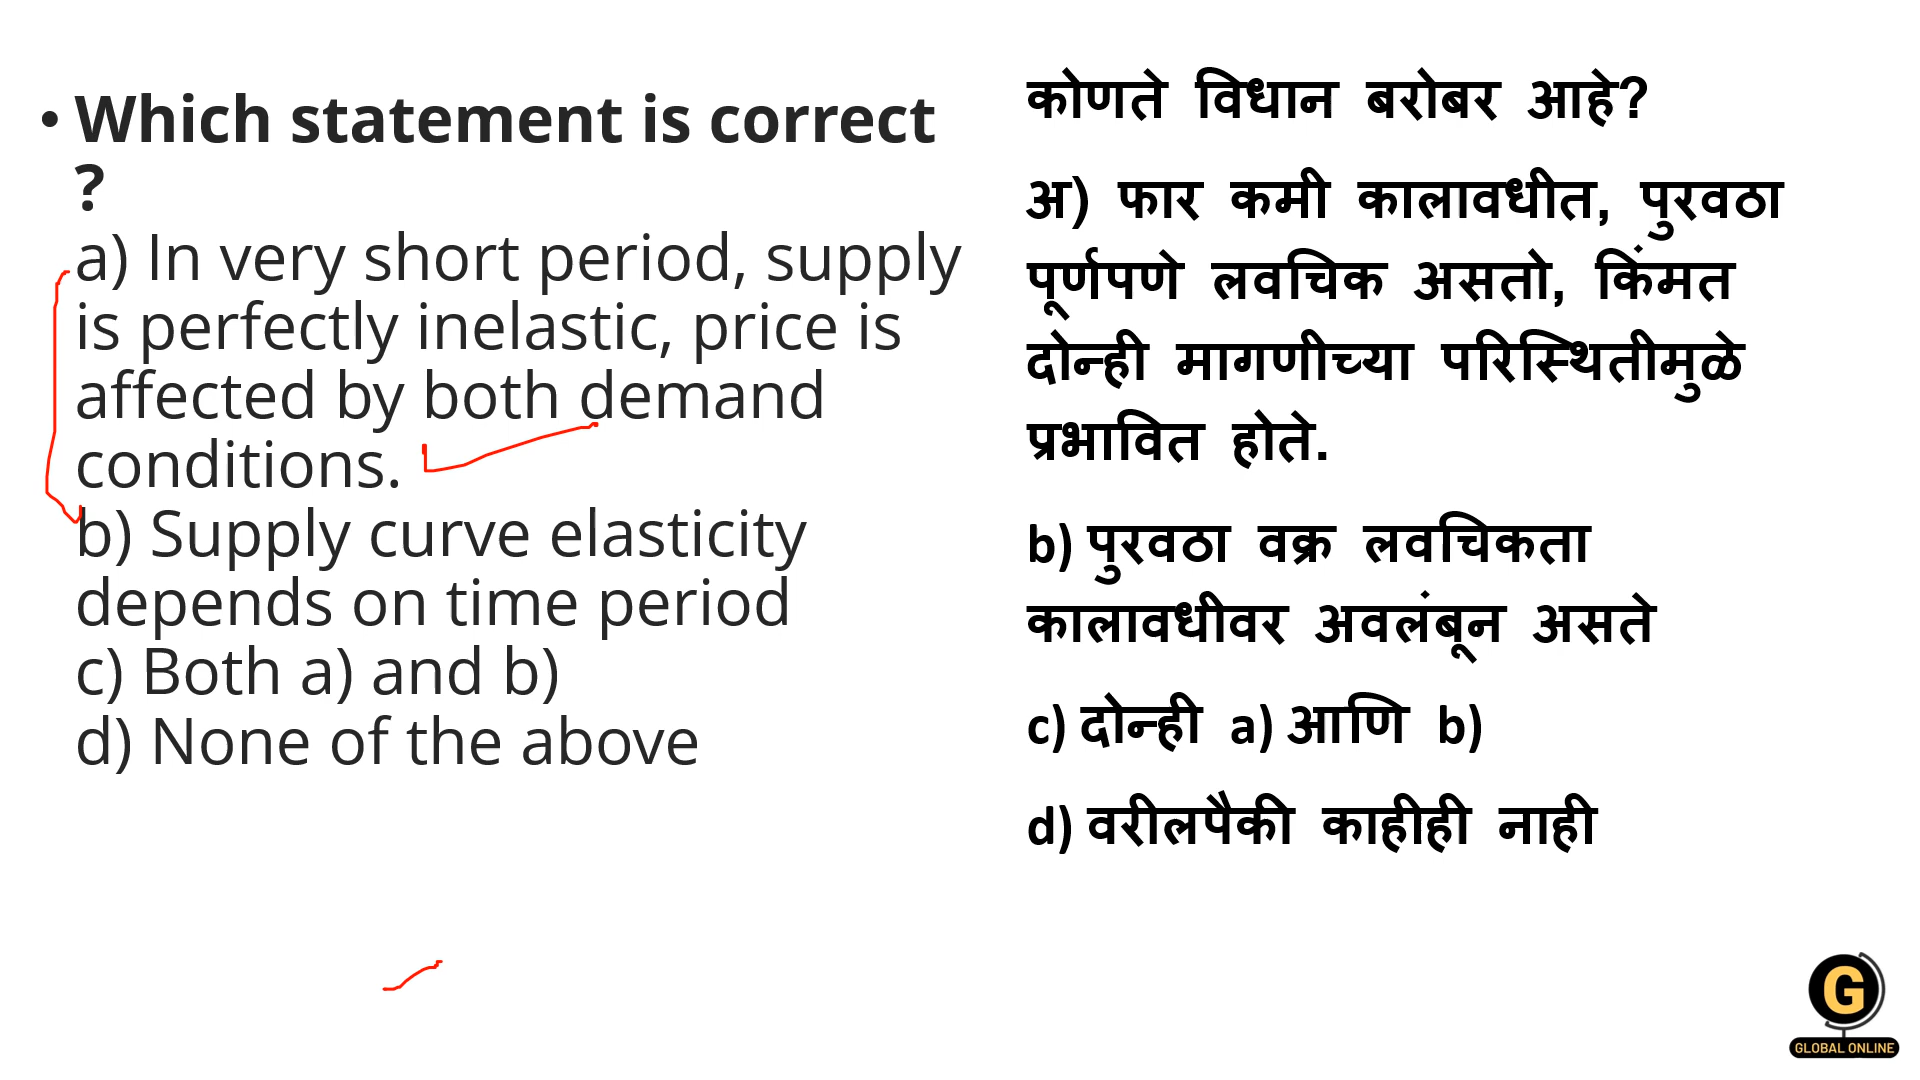 • Which statement is correct
?
a) In very short period, supply
is perfectly inelastic, price is
affected by both demand
conditions.
b) Supply curve elasticity
depends on time period
c) Both a) and b)
d) None of the above
कोणते विधान बरोबर आहे?
अ) फार कमी कालावधीत, पुरवठा
पूर्णपणे लवचिक असतो, किंमत
दोन्ही मागणीच्या परिस्थितीमुळे
प्रभावित होते.
b) पुरवठा वक्र लवचिकता
कालावधीवर अवलंबून असते
c) दोन्ही a) आणि b)
d) वरीलपैकी काहीही नाही
G
GLOBAL ONLINE